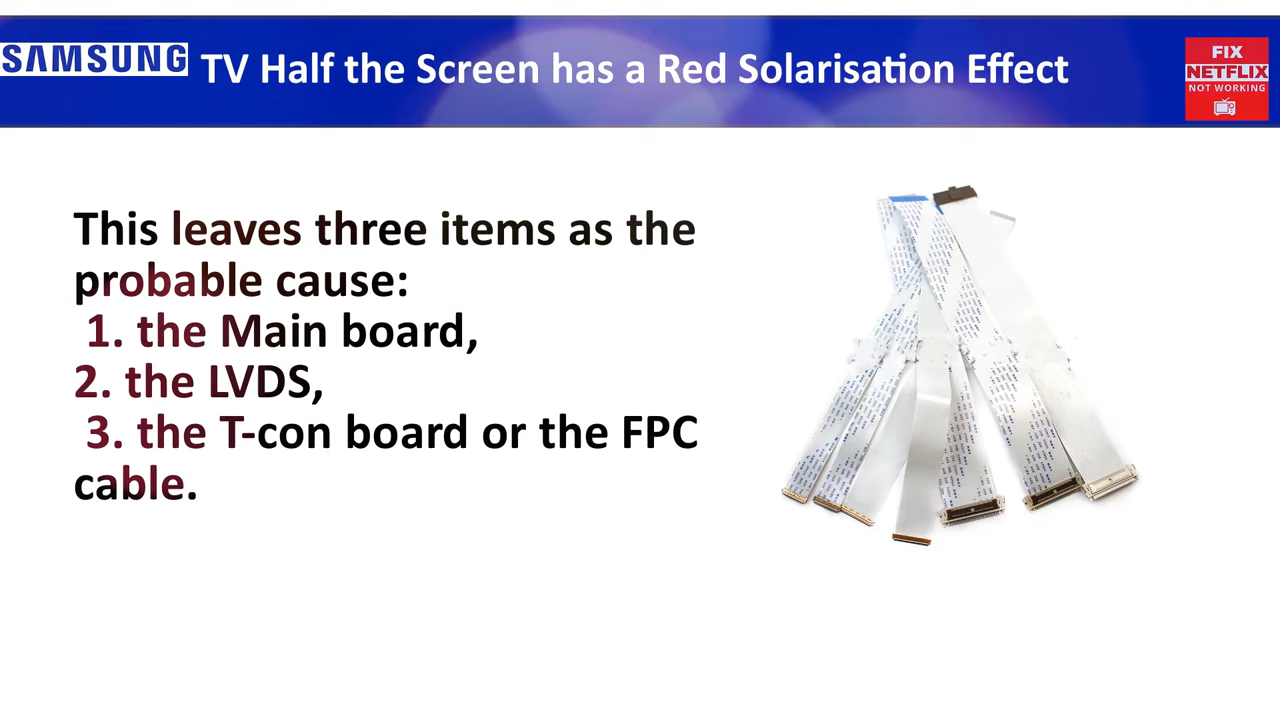 SAMSUNG TV Half the Screen has a Red Solarisation Effect
FIX
NETFLIX
NOT WORKING
This leaves three items as the
probable cause:
1. the Main board,
2. the LVDS,
3. the T-con board or the FPC
cable.